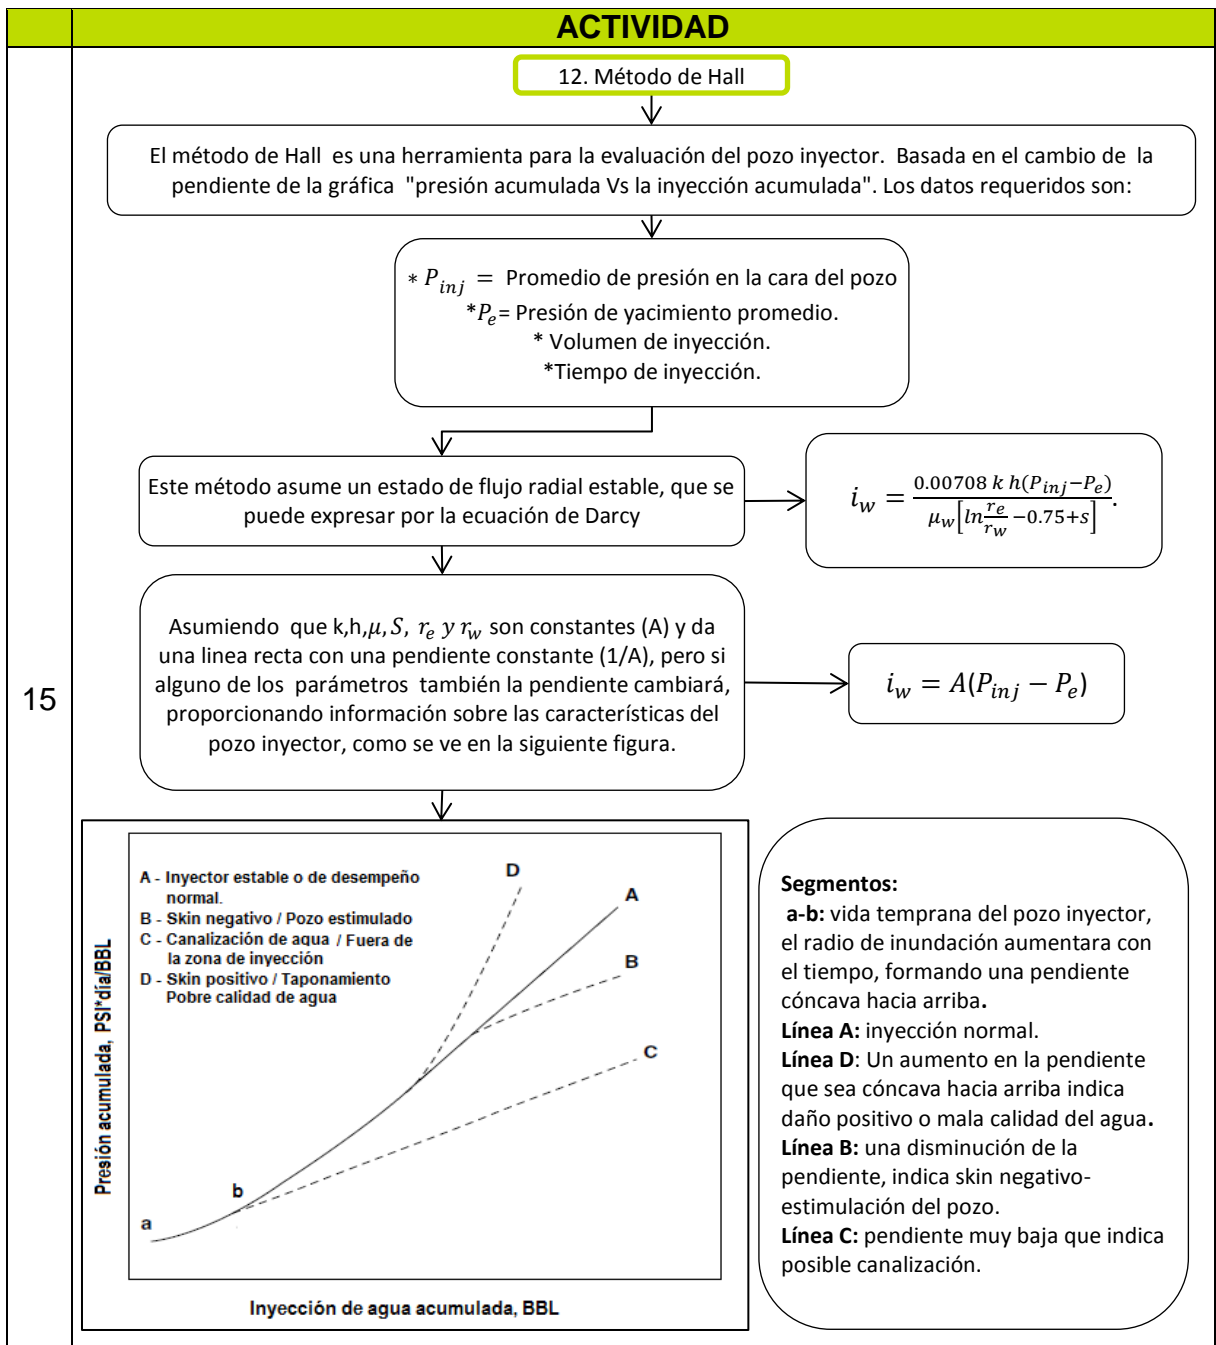 ACTIVIDAD
15
12. Método de Hall
El método de Hall es una herramienta para la evaluación del pozo inyector. Basada en el cambio de la
pendiente de la gráfica "presión acumulada Vs la inyección acumulada". Los datos requeridos son:
* P_inj = Promedio de presión en la cara del pozo
*P_e= Presión de yacimiento promedio.
* Volumen de inyección.
*Tiempo de inyección.
Este método asume un estado de flujo radial estable, que se
puede expresar por la ecuación de Darcy
i_w = 0.00708 k h(P_inj−P_e) / μ_w[ln r_e/r_w −0.75+s].
Asumiendo que k,h,μ, S, r_e y r_w son constantes (A) y da
una linea recta con una pendiente constante (1/A), pero si
alguno de los parámetros también la pendiente cambiará,
proporcionando información sobre las características del
pozo inyector, como se ve en la siguiente figura.
i_w = A(P_inj − P_e)
A - Inyector estable o de desempeño
normal.
B - Skin negativo / Pozo estimulado
C - Canalización de agua / Fuera de
la zona de inyección
D - Skin positivo / Taponamiento
Pobre calidad de agua
D
A
B
C
b
a
Presión acumulada, PSI*día/BBL
Inyección de agua acumulada, BBL
Segmentos:
a-b: vida temprana del pozo inyector,
el radio de inundación aumentara con
el tiempo, formando una pendiente
cóncava hacia arriba.
Línea A: inyección normal.
Línea D: Un aumento en la pendiente
que sea cóncava hacia arriba indica
daño positivo o mala calidad del agua.
Línea B: una disminución de la
pendiente, indica skin negativo-
estimulación del pozo.
Línea C: pendiente muy baja que indica
posible canalización.